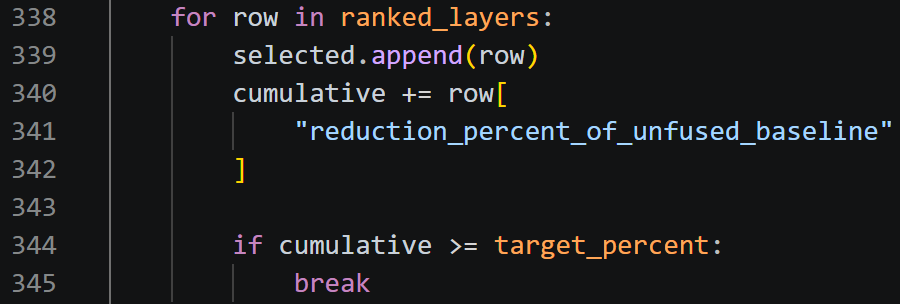 338 for row in ranked_layers:
339 selected.append(row)
340 cumulative += row[
341 "reduction_percent_of_unfused_baseline"
342 ]
343
344 if cumulative >= target_percent:
345 break